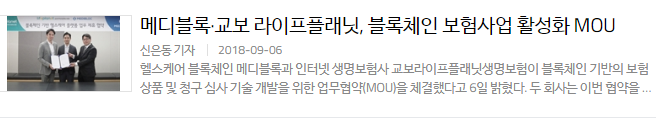 메디블록·교보 라이프플래닛, 블록체인 보험사업 활성화 MOU
신은동 기자 | 2018-09-06
헬스케어 블록체인 메디블록과 인터넷 생명보험사 교보라이프플래닛생명보험이 블록체인 기반의 보험
상품 및 청구 심사 기술 개발을 위한 업무협약(MOU)을 체결했다고 6일 밝혔다. 두 회사는 이번 협약을 ...